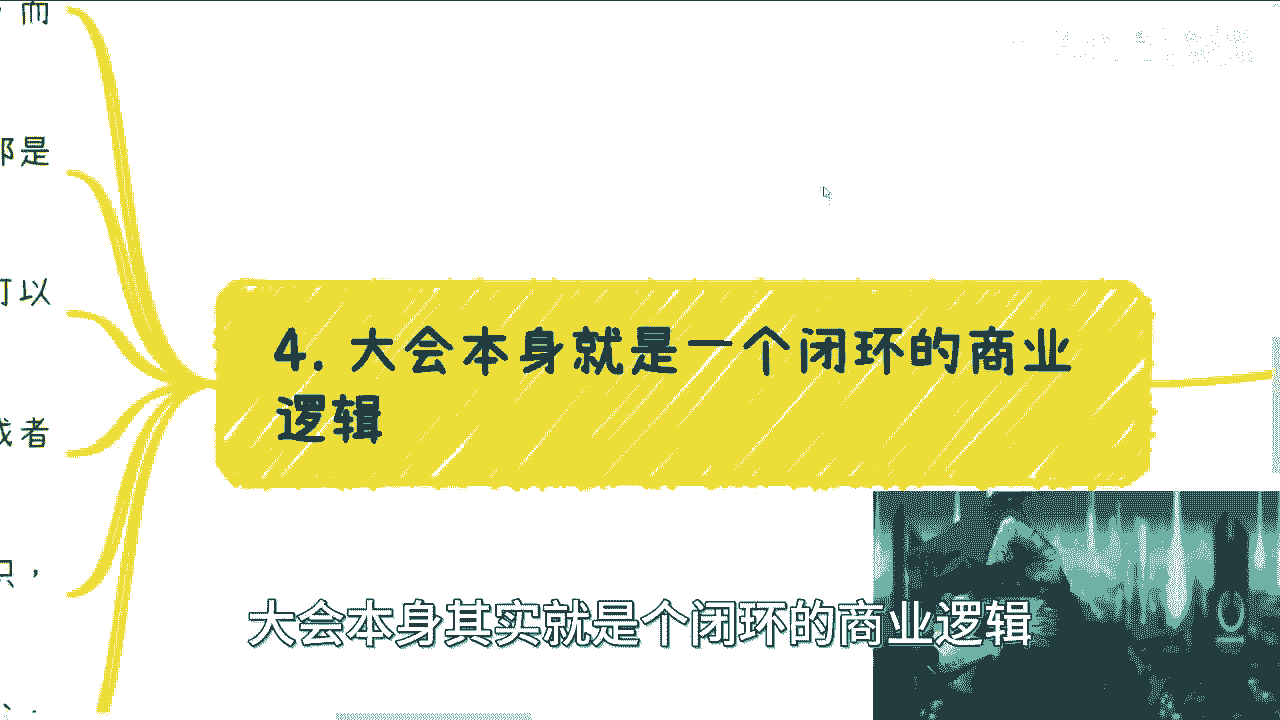 而
那是
可以
或者
只，
4. 大会本身就是一个闭环的商业
逻辑
大会本身其实就是个闭环的商业逻辑